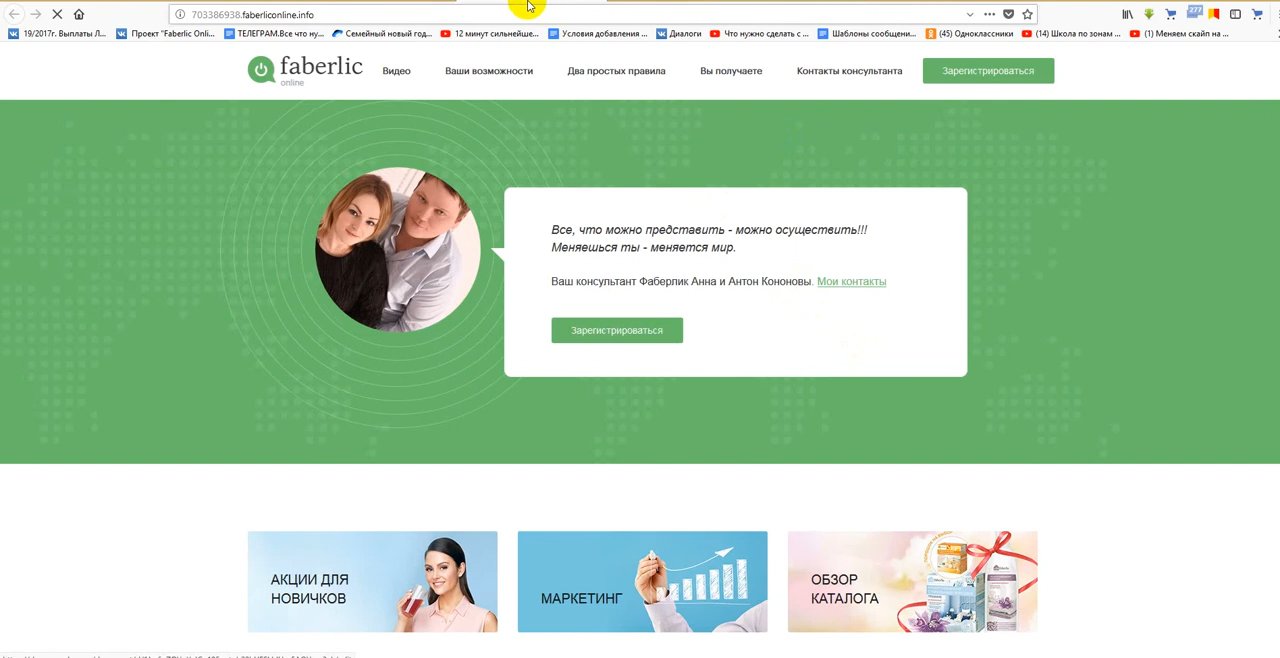 703386938.faberliconline.info
277
19/2017г. Выплаты Л...
Проект "Faberlic Onli...
ТЕЛЕГРАМ.Все что ну...
Семейный новый год...
12 минут сильнейше...
Условия добавления ...
Диалоги
Что нужно сделать с ...
Шаблоны сообщени...
(45) Одноклассники
(14) Школа по зонам ...
(1) Меняем скайп на ...
faberlic
online
Видео
Ваши возможности
Два простых правила
Вы получаете
Контакты консультанта
Зарегистрироваться
Все, что можно представить - можно осуществить!!!
Меняешься ты - меняется мир.
Ваш консультант Фаберлик Анна и Антон Кононовы. Мои контакты
Зарегистрироваться
АКЦИИ ДЛЯ
НОВИЧКОВ
МАРКЕТИНГ
ОБЗОР
КАТАЛОГА